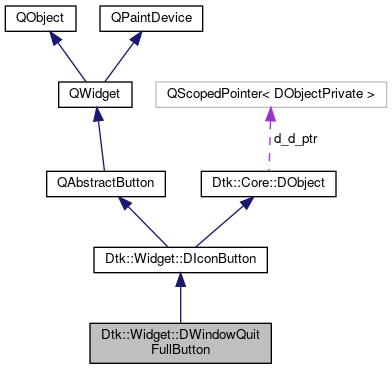 QObject
QPaintDevice
QWidget
QScopedPointer< DObjectPrivate >
d_d_ptr
QAbstractButton
Dtk::Core::DObject
Dtk::Widget::DIconButton
Dtk::Widget::DWindowQuit
FullButton